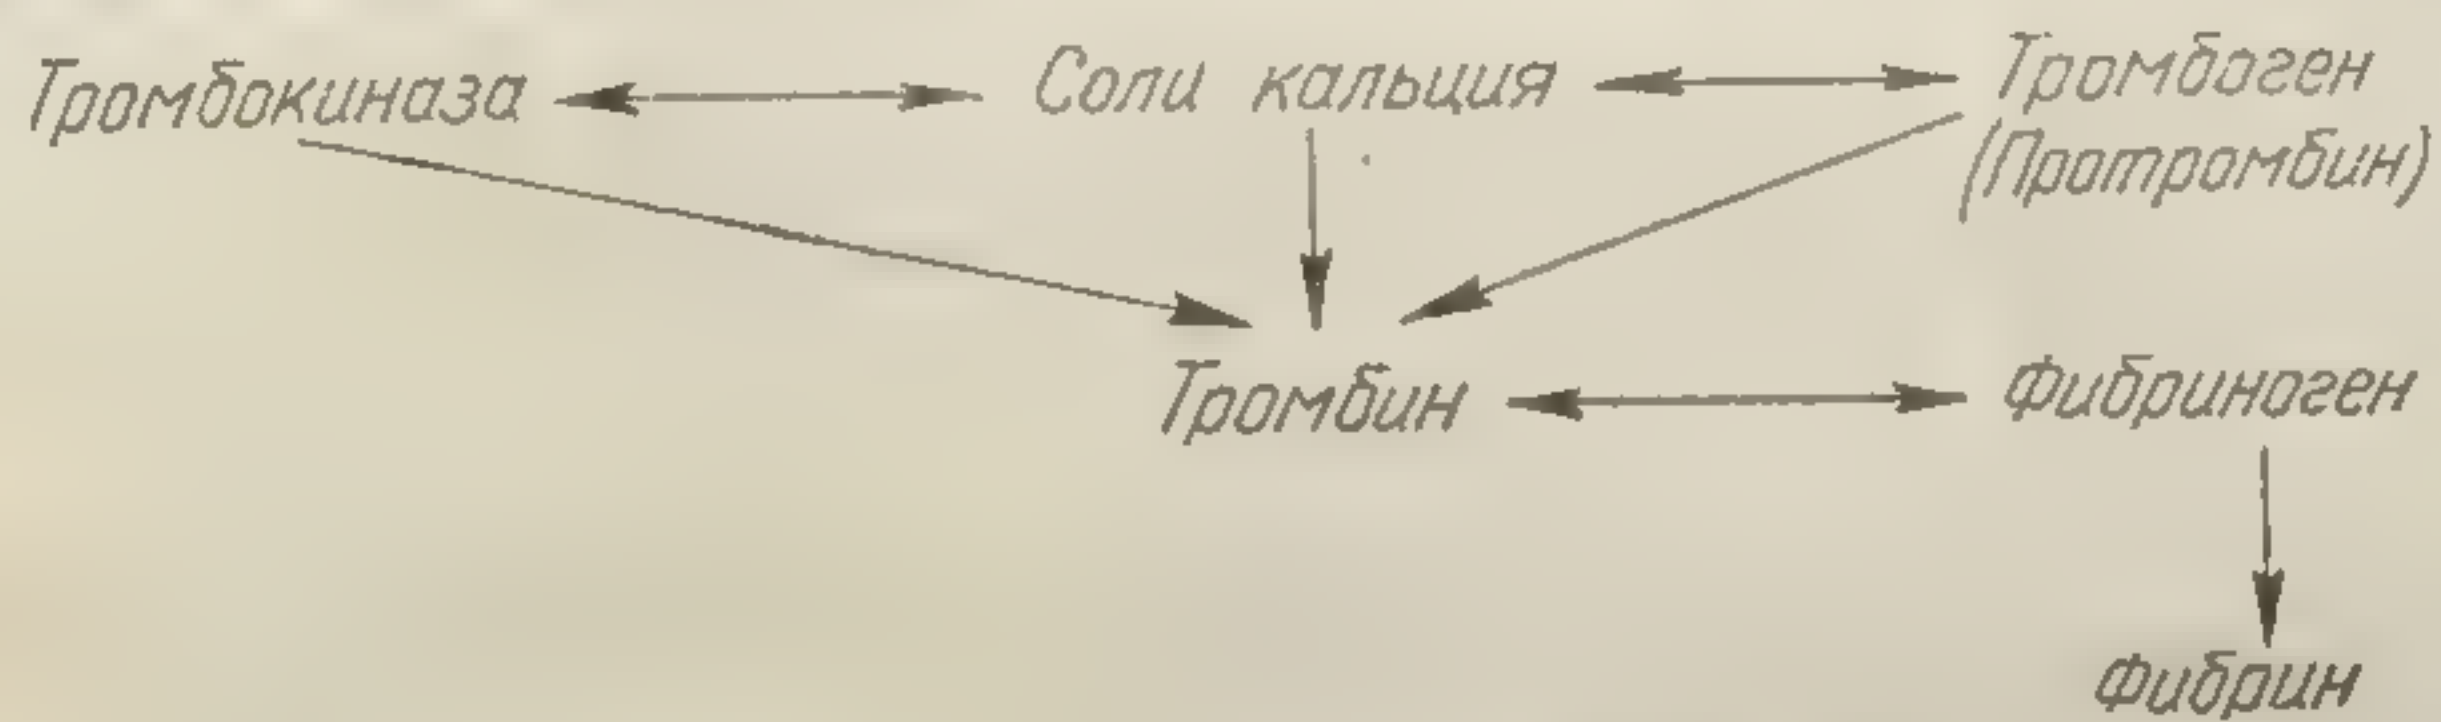 Тромбокиназа Соли кальция Тромбоген
(Протромбин)
Тромбин Фибриноген
Фибрин